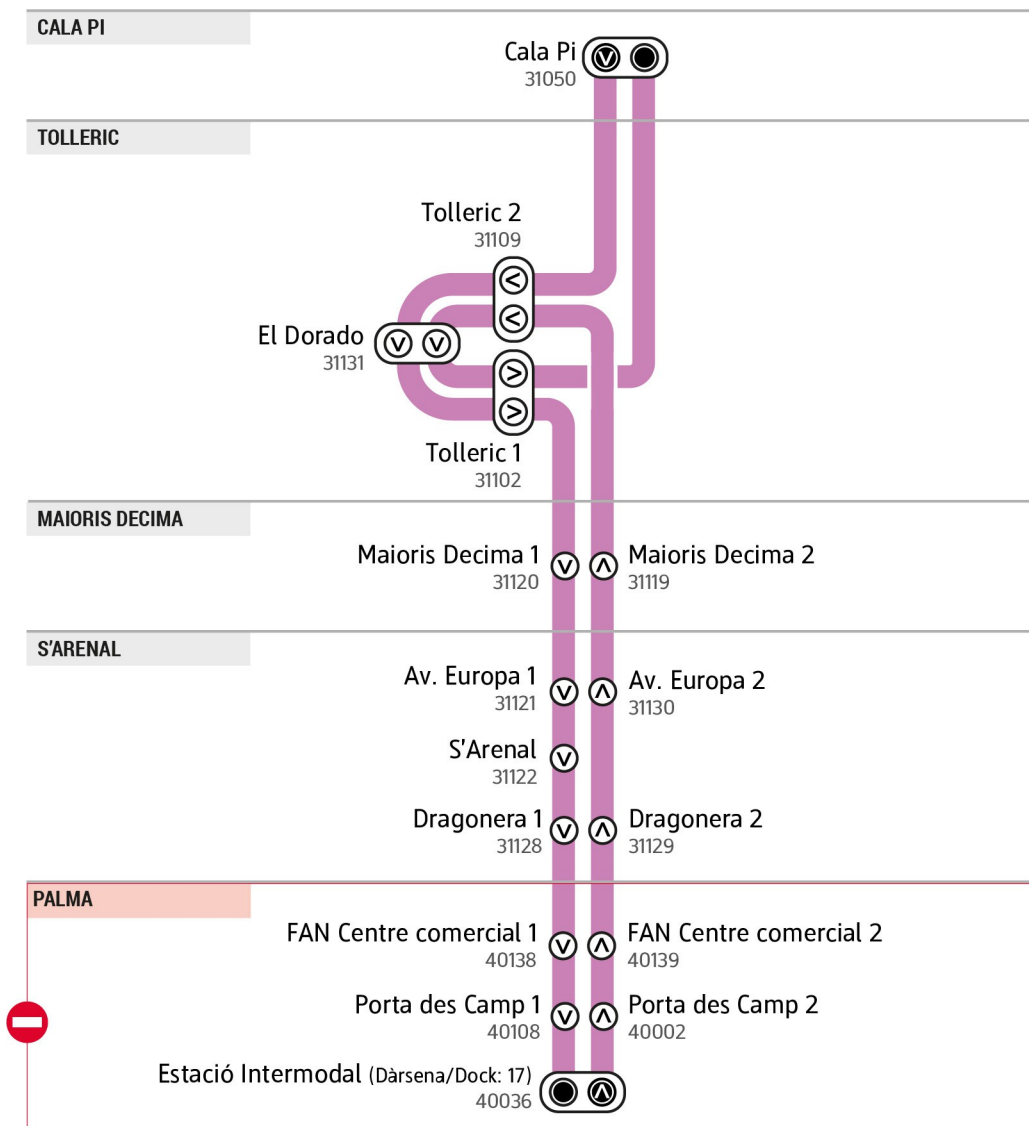 CALA PI
Cala Pi
31050
TOLLERIC
Tolleric 2
31109
El Dorado
31131
Tolleric 1
31102
MAIORIS DECIMA
Maioris Decima 1
31120
Maioris Decima 2
31119
S'ARENAL
Av. Europa 1
31121
Av. Europa 2
31130
S'Arenal
31122
Dragonera 1
31128
Dragonera 2
31129
PALMA
FAN Centre comercial 1
40138
FAN Centre comercial 2
40139
Porta des Camp 1
40108
Porta des Camp 2
40002
Estació Intermodal (Dàrsena/Dock: 17)
40036